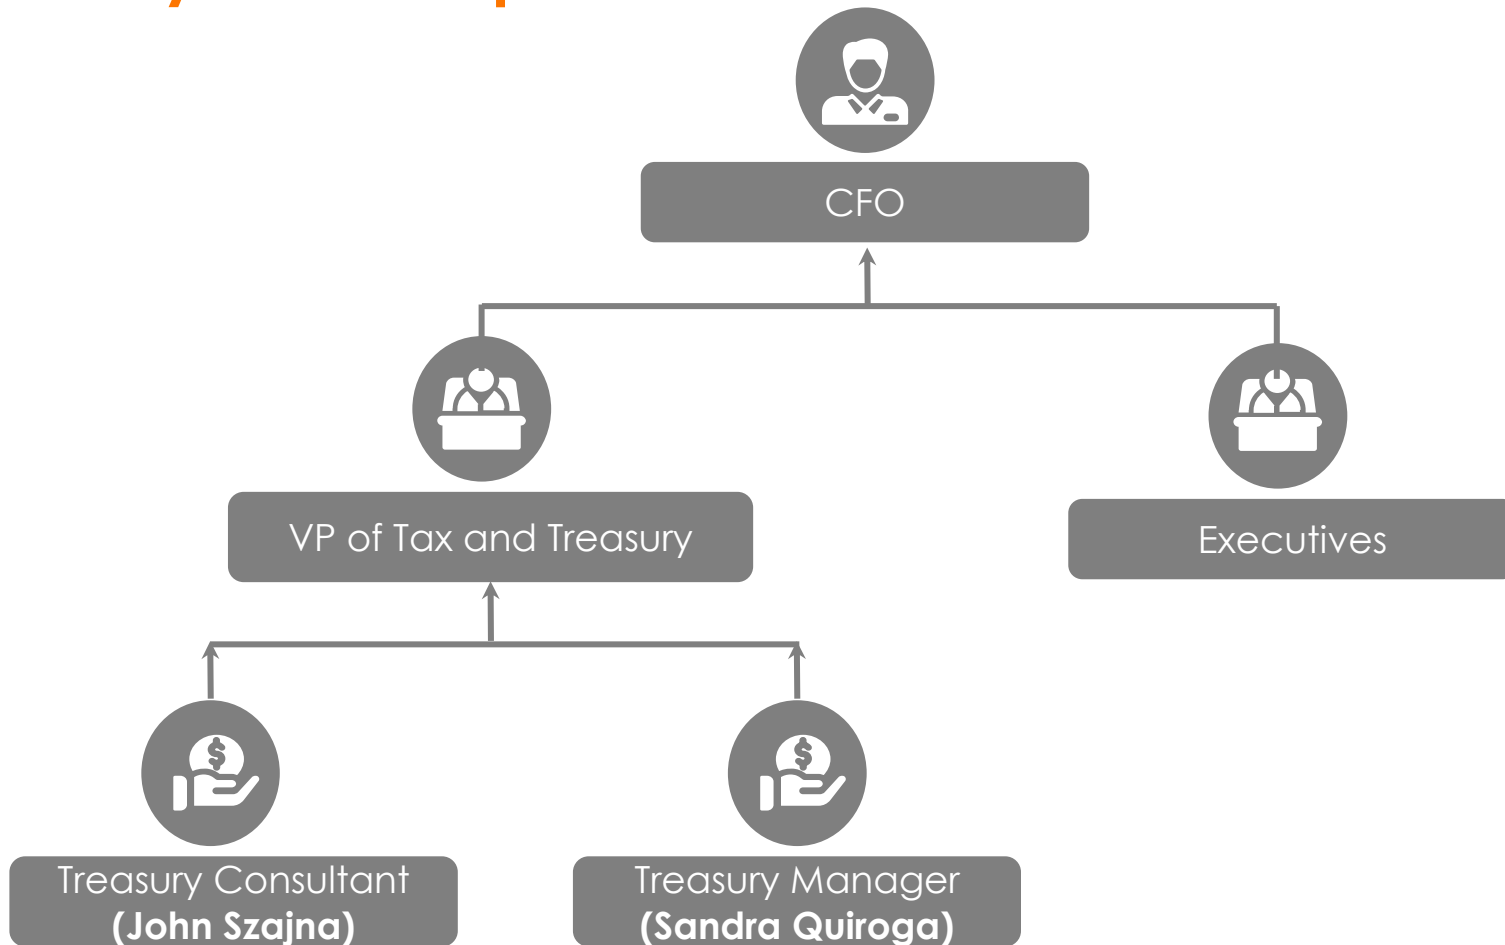 CFO
VP of Tax and Treasury
Executives
Treasury Consultant
(John Szajna)
Treasury Manager
(Sandra Quiroga)